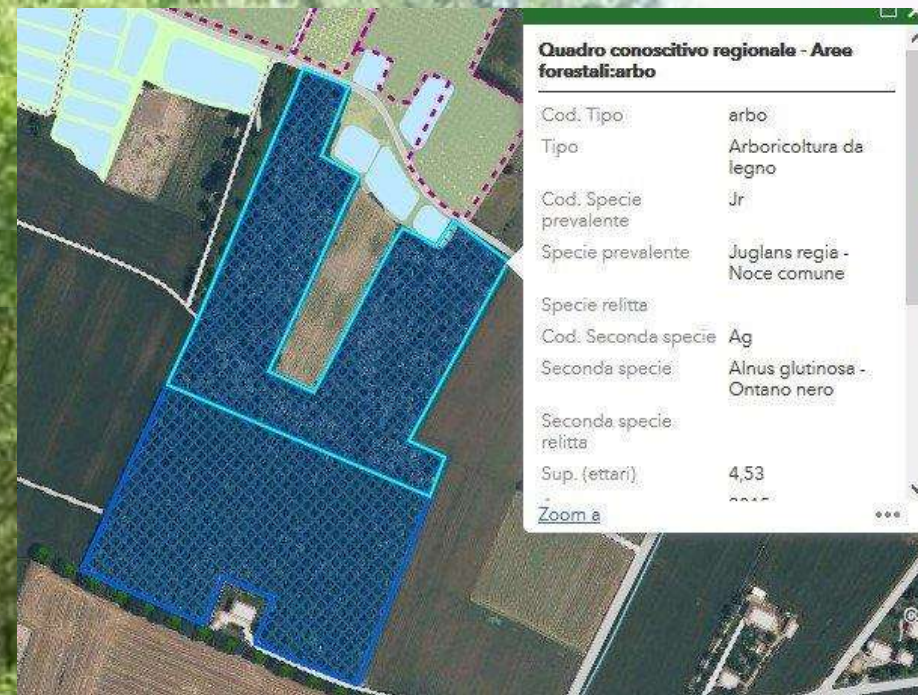 Quadro conoscitivo regionale - Aree
forestali:arbo
Cod. Tipo arbo
Tipo Arboricoltura da
legno
Cod. Specie Jr
prevalente
Specie prevalente Juglans regia -
Noce comune
Specie relitta
Cod. Seconda specie Ag
Seconda specie Alnus glutinosa -
Ontano nero
Seconda specie
relitta
Sup. (ettari) 4,53
Zoom a